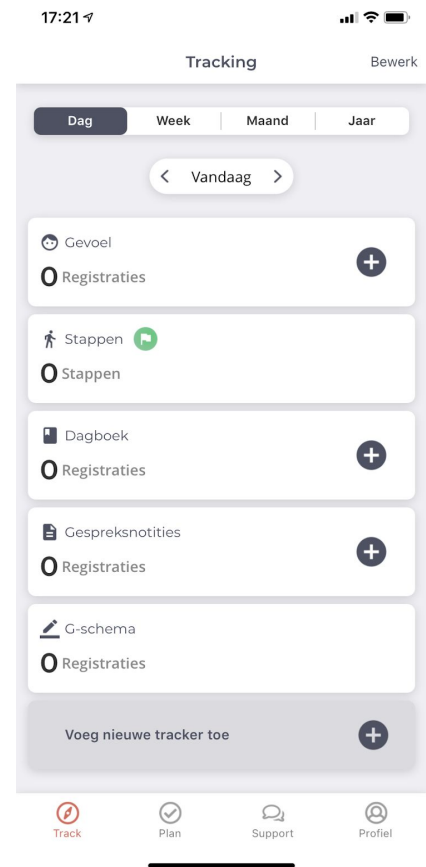 17:21
Tracking
Bewerk
Dag Week Maand Jaar
Vandaag
Gevoel
0 Registraties
Stappen
0 Stappen
Dagboek
0 Registraties
Gespreksnotities
0 Registraties
G-schema
0 Registraties
Voeg nieuwe tracker toe
Track Plan Support Profiel